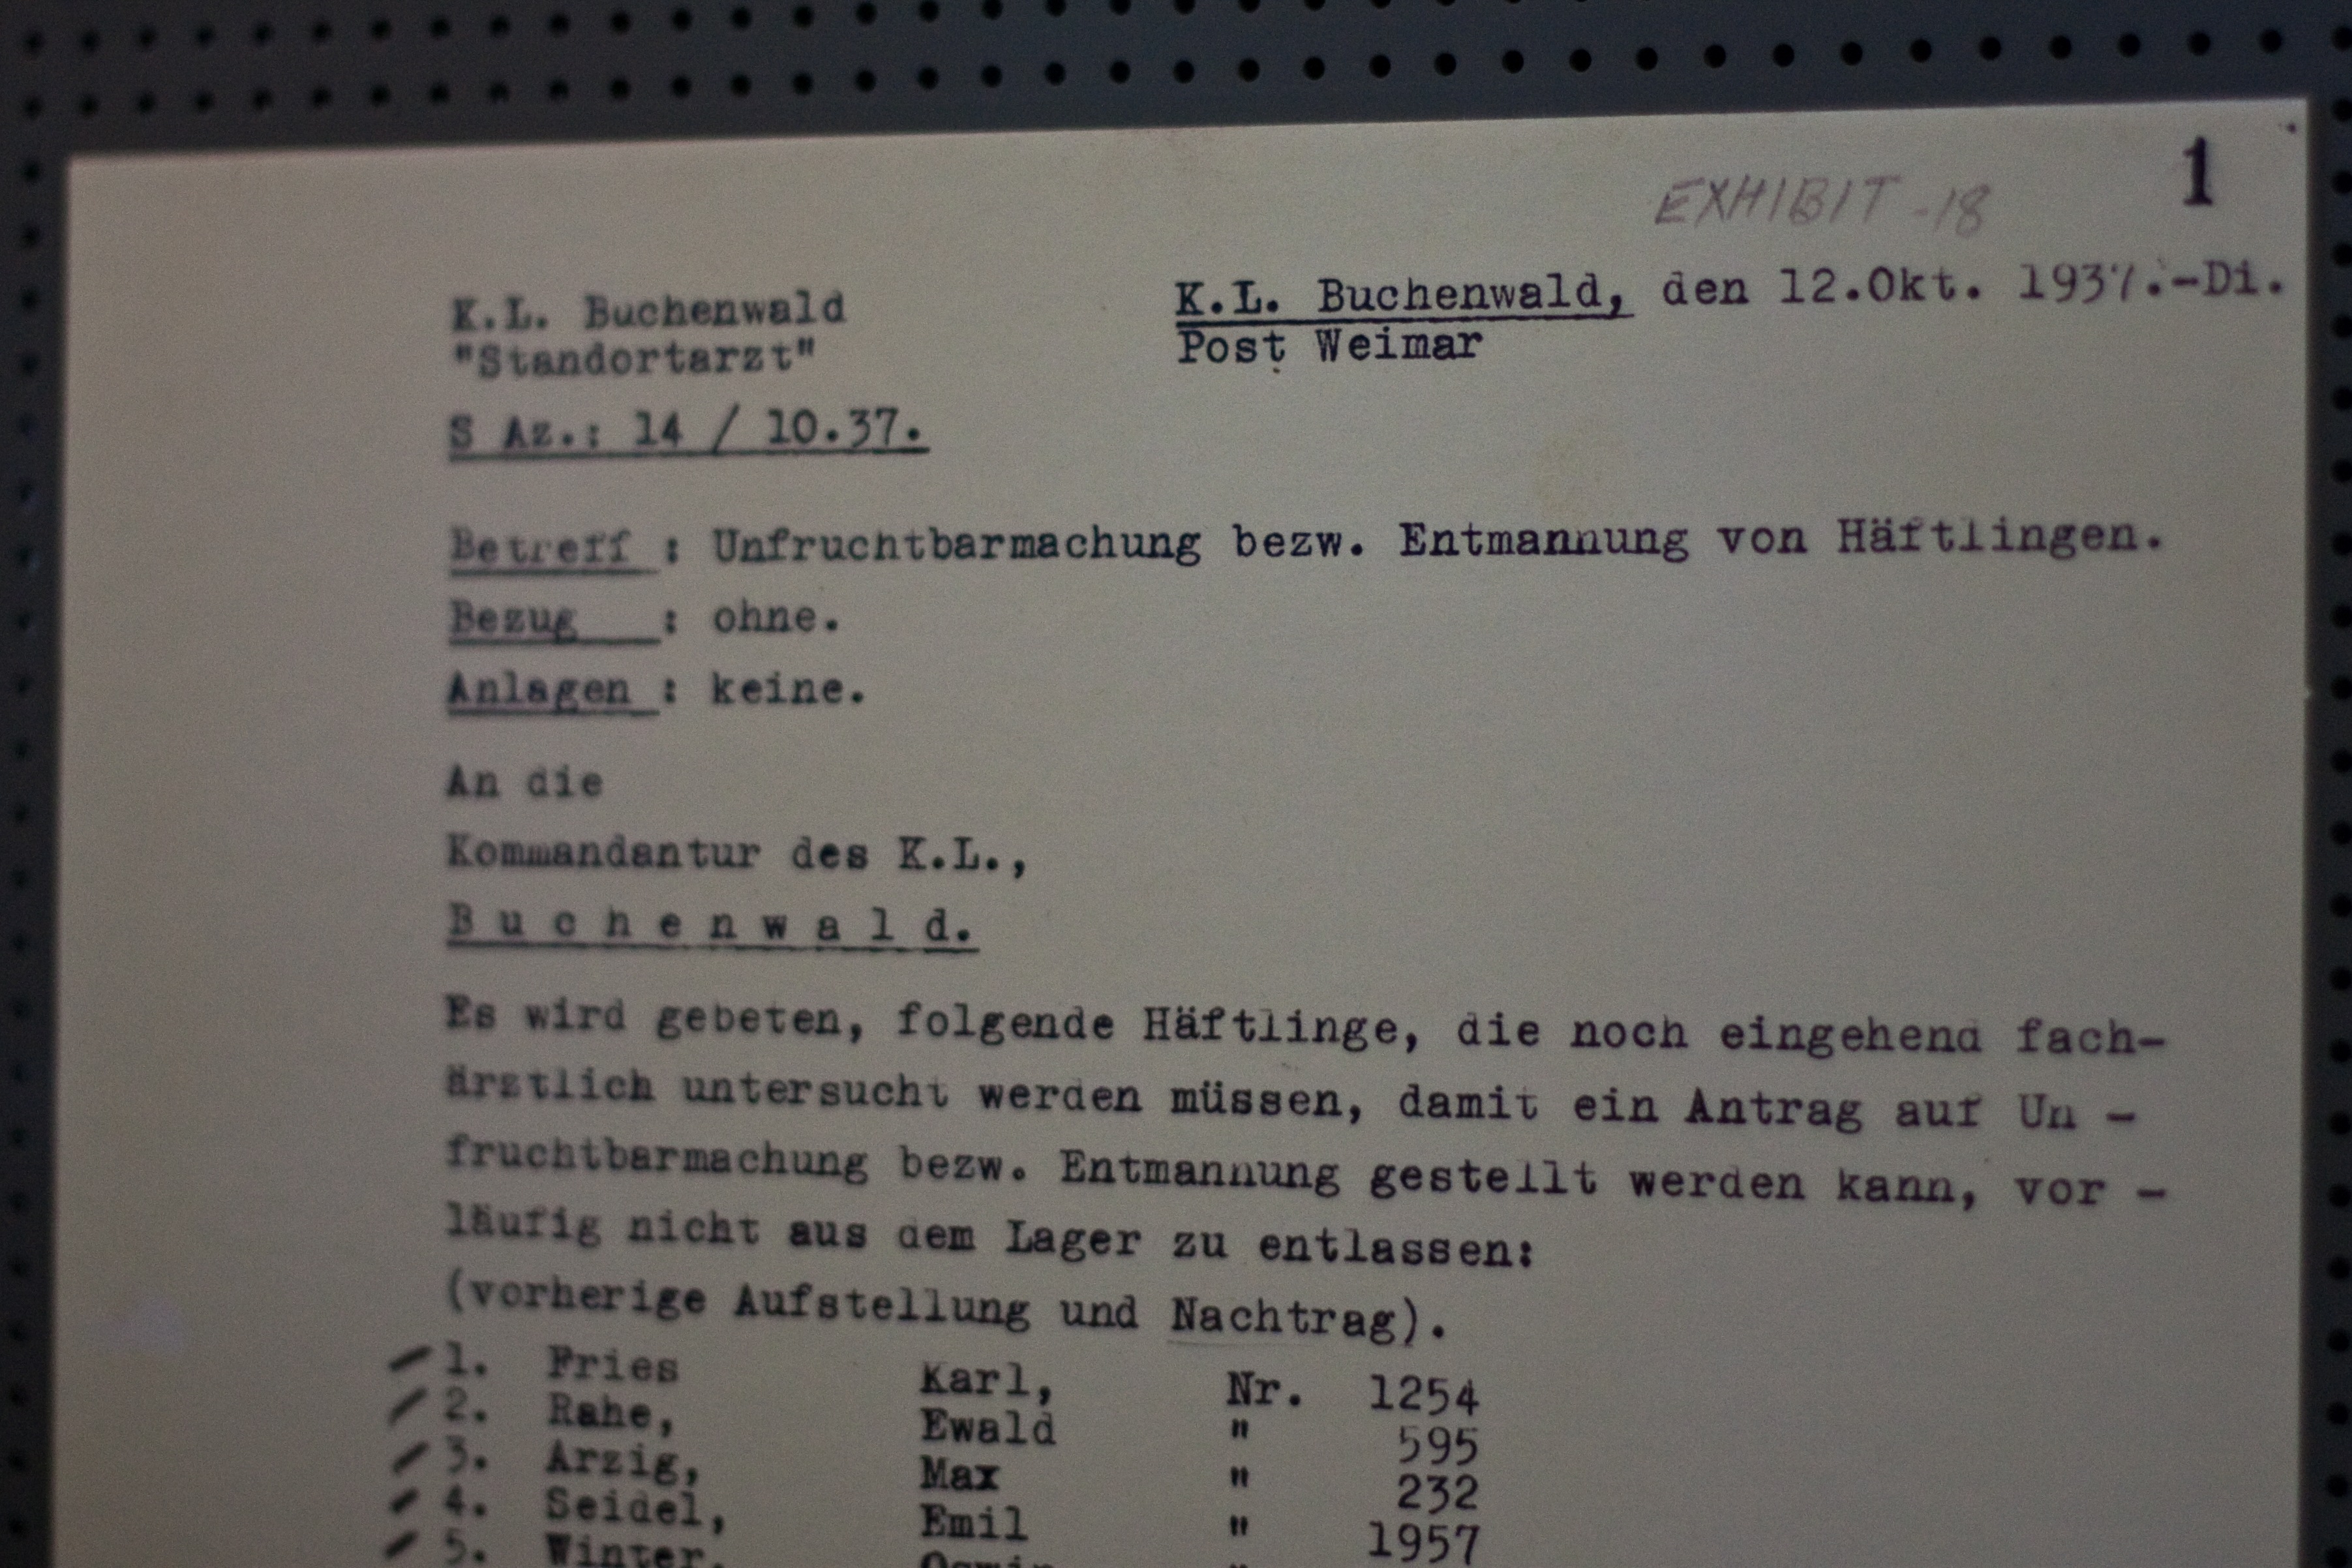 1
EXHIBIT -18
K.L. Buchenwald
"Standortarzt"
K.L. Buchenwald, den 12.Okt. 1937.-Di.
Post Weimar
S Az.: 14 / 10.37.
Betreff : Unfruchtbarmachung bezw. Entmannung von Häftlingen.
Bezug : ohne.
Anlagen : keine.
An die
Kommandantur des K.L.,
B u c h e n w a l d.
Es wird gebeten, folgende Häftlinge, die noch eingehend fach-
ärztlich untersucht werden müssen, damit ein Antrag auf Un -
fruchtbarmachung bezw. Entmannung gestellt werden kann, vor -
läufig nicht aus dem Lager zu entlassen:
(vorherige Aufstellung und Nachtrag).
1. Fries Karl, Nr. 1254
2. Rahe, Ewald " 595
3. Arzig, Max " 232
4. Seidel, Emil " 1957
5. Winter,